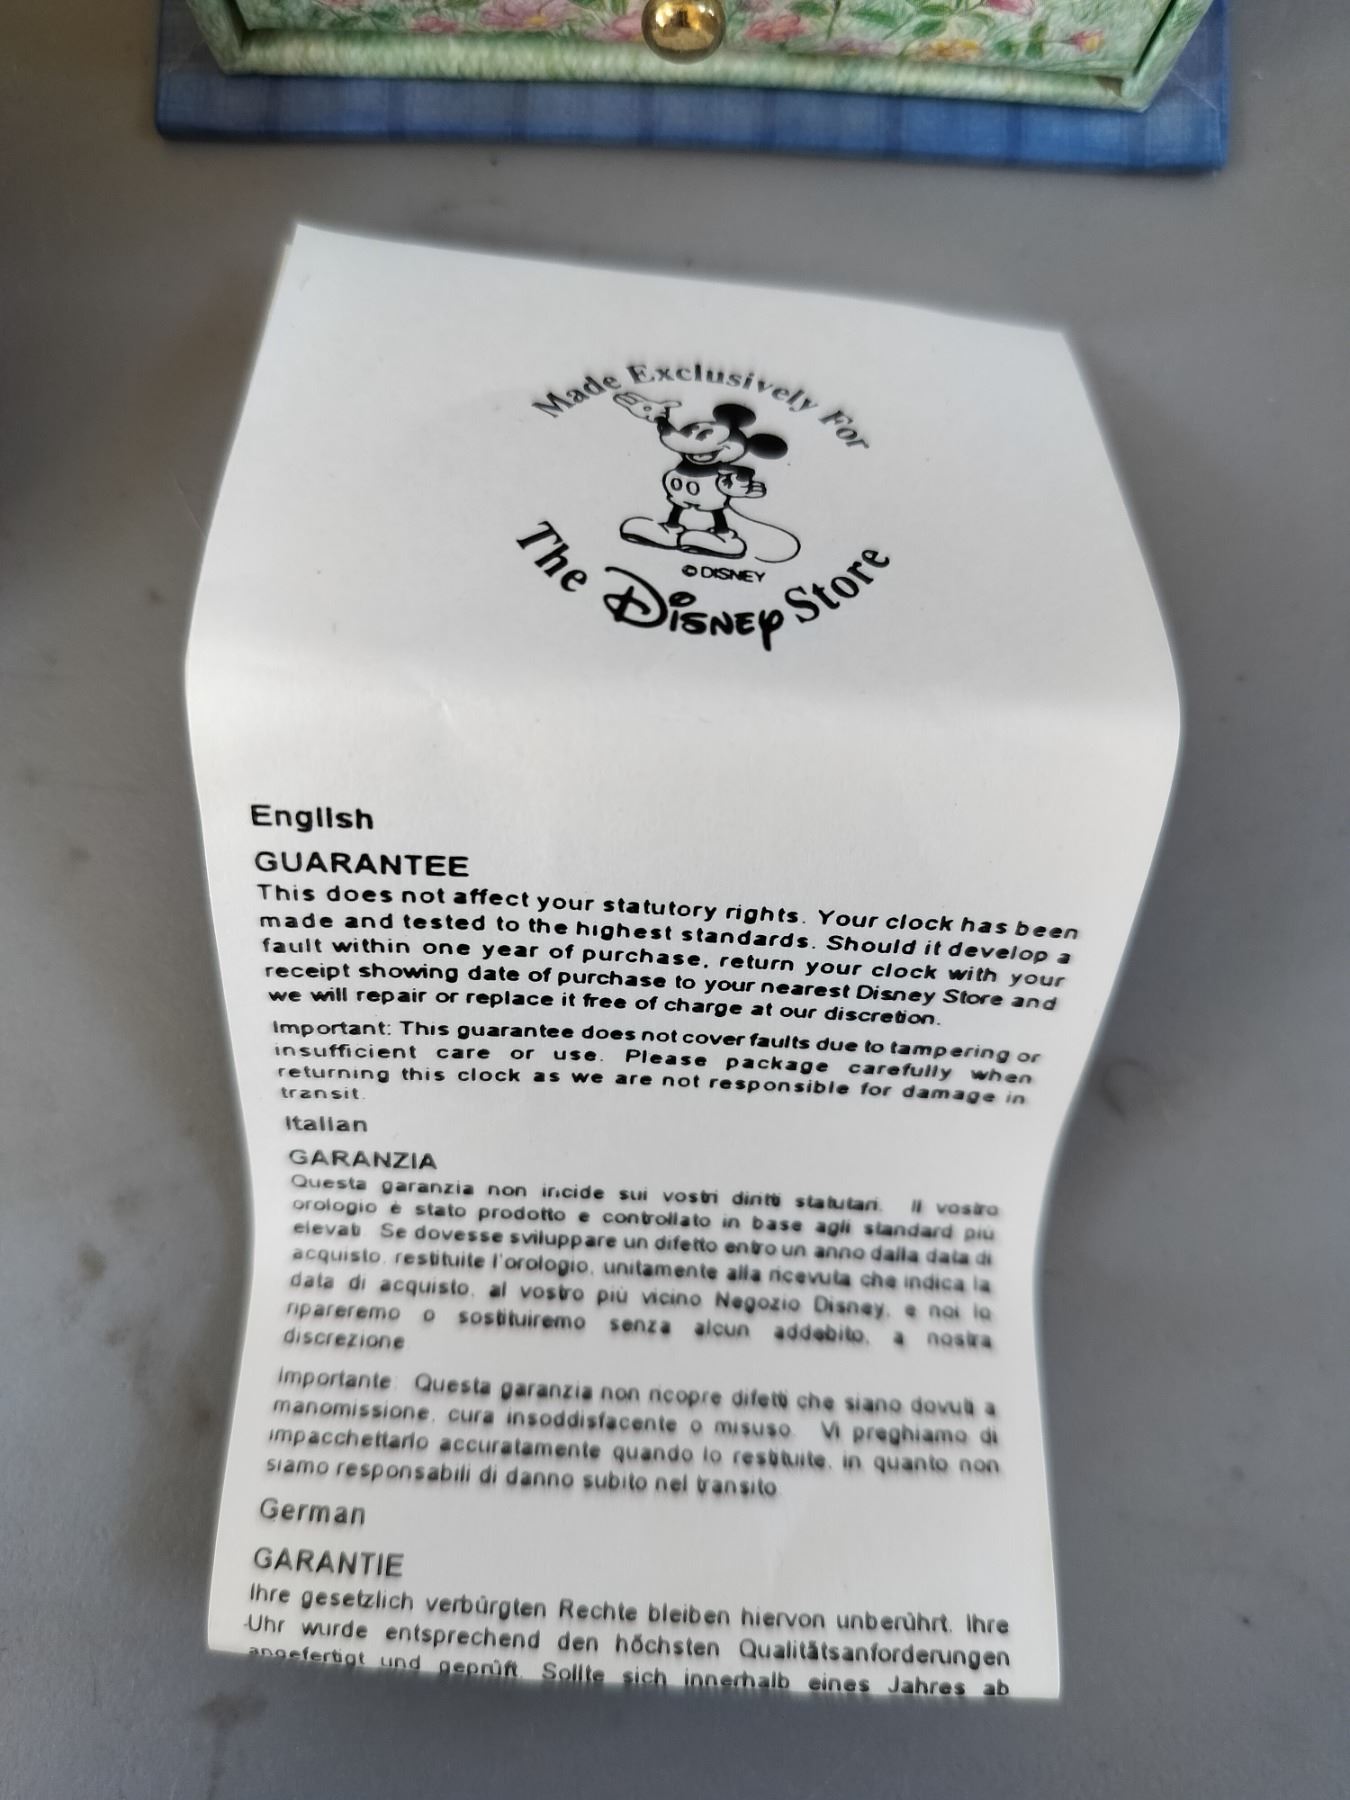 Made Exclusively For
© DISNEY
The Disney Store
English
GUARANTEE
This does not affect your statutory rights. Your clock has been
made and tested to the highest standards. Should it develop a
fault within one year of purchase, return your clock with your
receipt showing date of purchase to your nearest Disney Store and
we will repair or replace it free of charge at our discretion.
Important: This guarantee does not cover faults due to tampering or
insufficient care or use. Please package carefully when
returning this clock as we are not responsible for damage in
transit.
Italian
GARANZIA
Questa garanzia non incide sui vostri diritti statutari. Il vostro
orologio è stato prodotto e controllato in base agli standard più
elevati. Se dovesse sviluppare un difetto entro un anno dalla data di
acquisto, restituite l'orologio, unitamente alla ricevuta che indica la
data di acquisto, al vostro più vicino Negozio Disney, e noi lo
ripareremo o sostituiremo senza alcun addebito, a nostra
discrezione
Importante: Questa garanzia non ricopre difetti che siano dovuti a
manomissione, cura insoddisfacente o misuso. Vi preghiamo di
impacchettarlo accuratamente quando lo restituite, in quanto non
siamo responsabili di danno subito nel transito
German
GARANTIE
Ihre gesetzlich verbürgten Rechte bleiben hiervon unberührt. Ihre
Uhr wurde entsprechend den höchsten Qualitätsanforderungen
angefertigt und geprüft. Sollte sich innerhalb eines Jahres ab